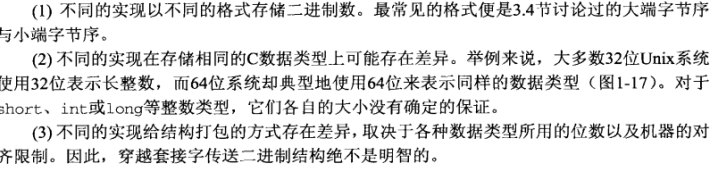 (1) 不同的实现以不同的格式存储二进制数。最常见的格式便是3.4节讨论过的大端字节序
与小端字节序。
(2) 不同的实现在存储相同的C数据类型上可能存在差异。举例来说，大多数32位Unix系统
使用32位表示长整数，而64位系统却典型地使用64位来表示同样的数据类型（图1-17）。对于
short、int或long等整数类型，它们各自的大小没有确定的保证。
(3) 不同的实现给结构打包的方式存在差异，取决于各种数据类型所用的位数以及机器的对
齐限制。因此，穿越套接字传送二进制结构绝不是明智的。